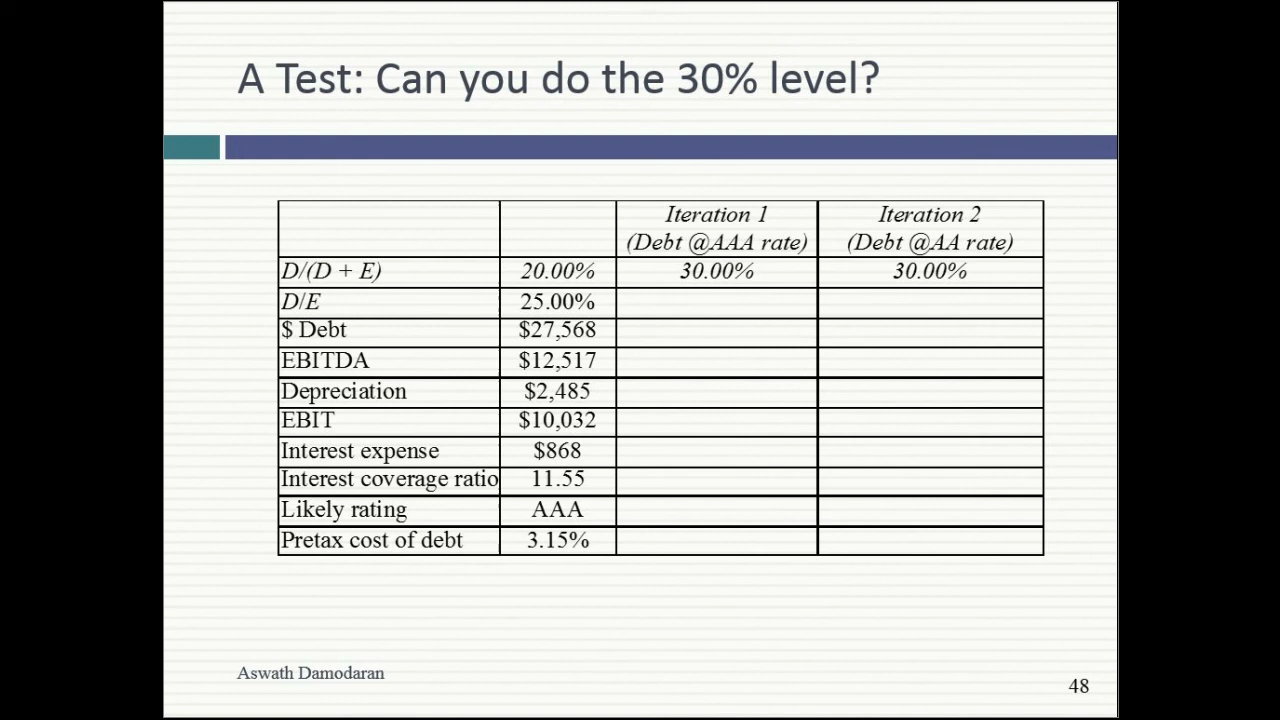 A Test: Can you do the 30% level?
Iteration 1 Iteration 2
(Debt @AAA rate) (Debt @AA rate)
D/(D + E) 20.00% 30.00% 30.00%
D/E 25.00%
$ Debt $27,568
EBITDA $12,517
Depreciation $2,485
EBIT $10,032
Interest expense $868
Interest coverage ratio 11.55
Likely rating AAA
Pretax cost of debt 3.15%
Aswath Damodaran
48